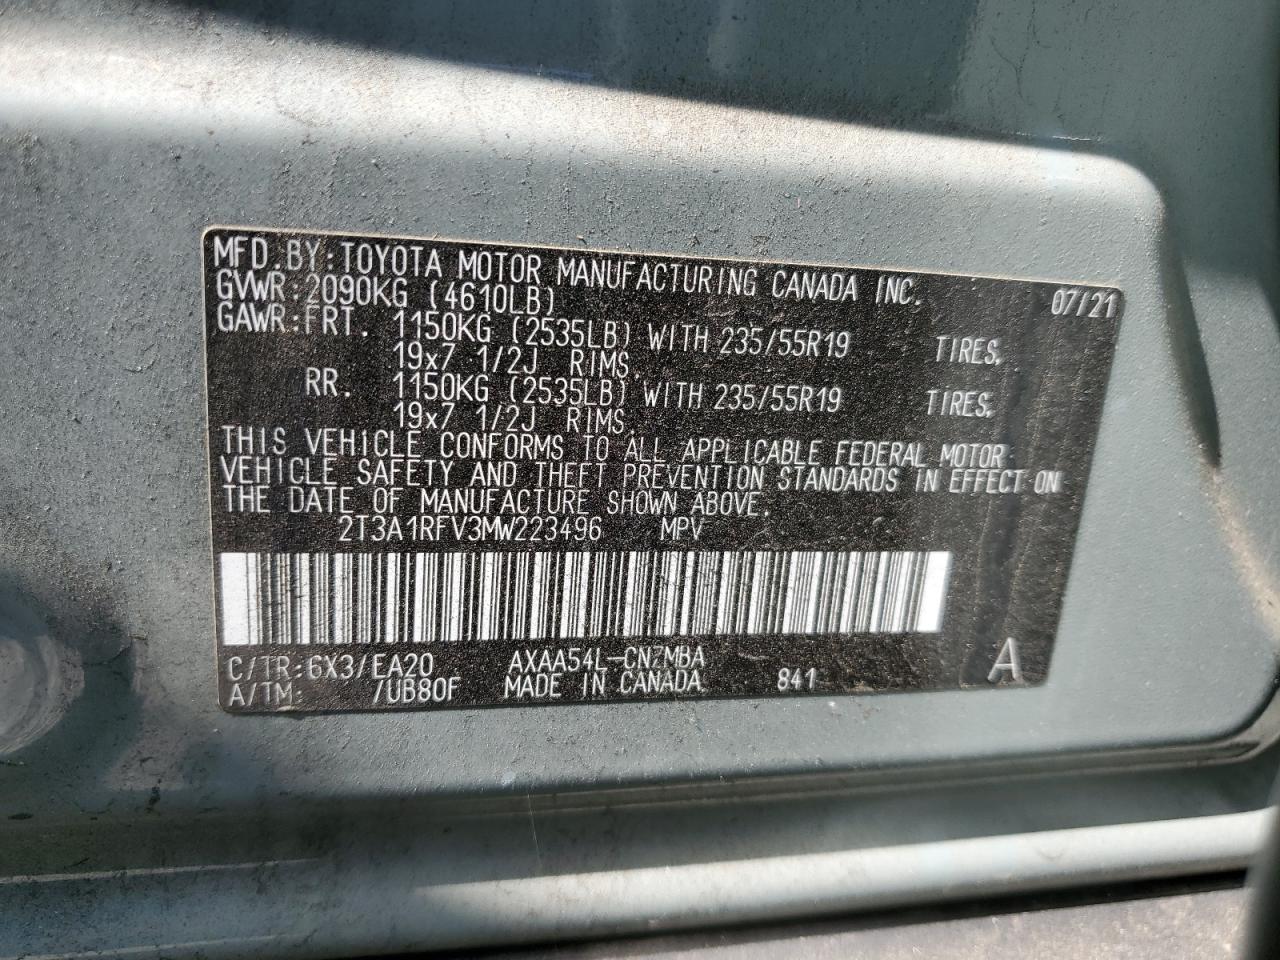 MFD. BY: TOYOTA MOTOR MANUFACTURING CANADA INC. 07/21
GVWR: 2090KG (4610LB)
GAWR: FRT. 1150KG (2535LB) WITH 235/55R19 TIRES,
19x7 1/2J RIMS.
RR. 1150KG (2535LB) WITH 235/55R19 TIRES,
19x7 1/2J RIMS.
THIS VEHICLE CONFORMS TO ALL APPLICABLE FEDERAL MOTOR
VEHICLE SAFETY AND THEFT PREVENTION STANDARDS IN EFFECT ON
THE DATE OF MANUFACTURE SHOWN ABOVE.
2T3A1RFV3MW223496 MPV
C/TR: 6X3/EA20 AXAA54L-CNZMBA A
A/TM: /UB80F MADE IN CANADA. 841